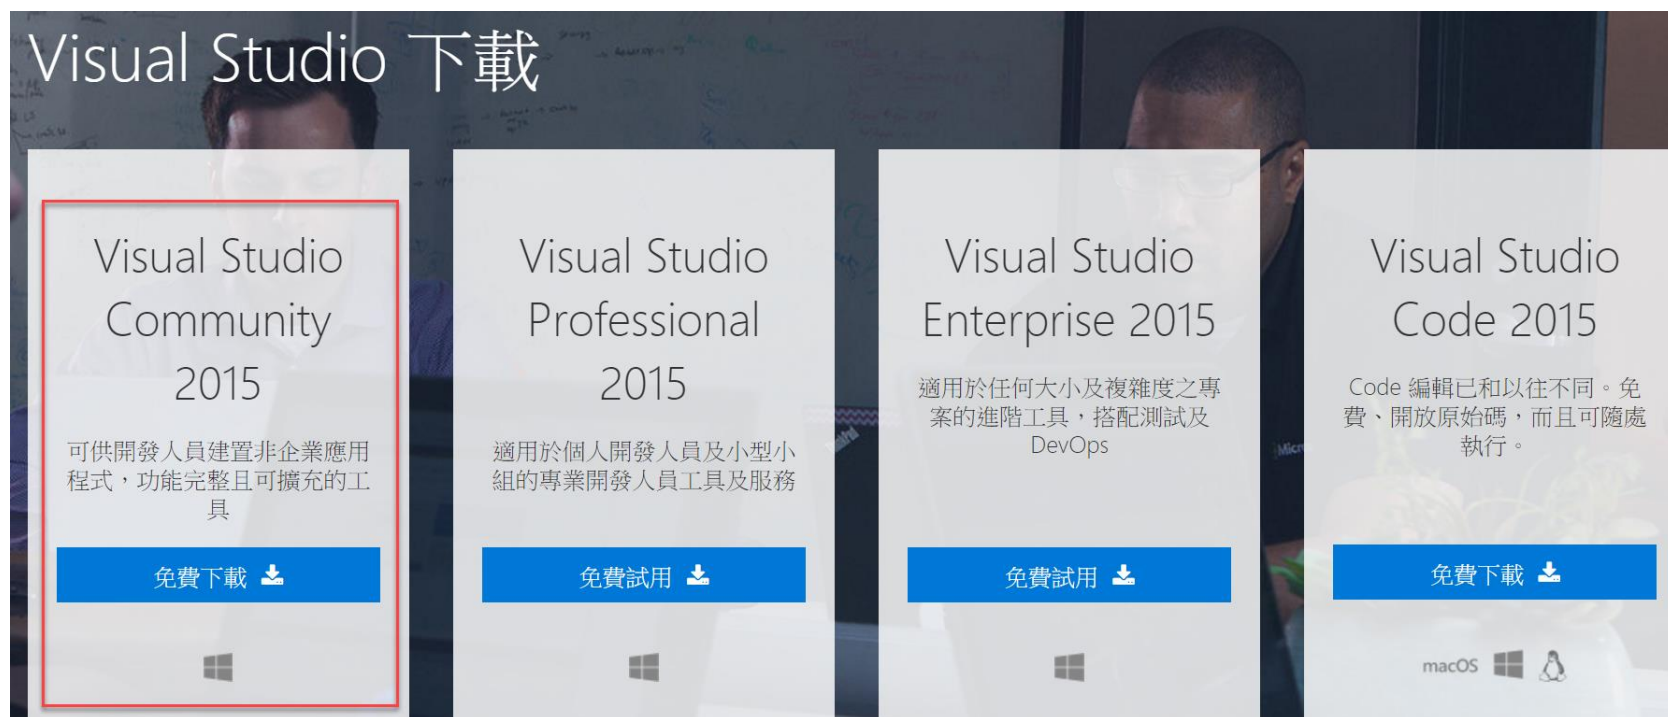 Visual Studio 下載
Visual Studio
Community
2015
可供開發人員建置非企業應用
程式，功能完整且可擴充的工
具
免費下載
Visual Studio
Professional
2015
適用於個人開發人員及小型小
組的專業開發人員工具及服務
免費試用
Visual Studio
Enterprise 2015
適用於任何大小及複雜度之專
案的進階工具，搭配測試及
DevOps
免費試用
Visual Studio
Code 2015
Code 編輯已和以往不同。免
費、開放原始碼，而且可隨處
執行。
免費下載
macOS